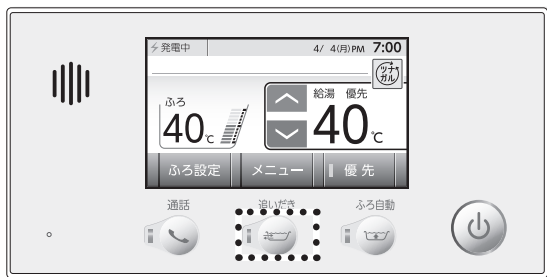 発電中 4/ 4(月)PM 7:00
ツナガル
ふろ
40℃
給湯 優先
40℃
ふろ設定 メニュー 優先
通話 追いだき ふろ自動